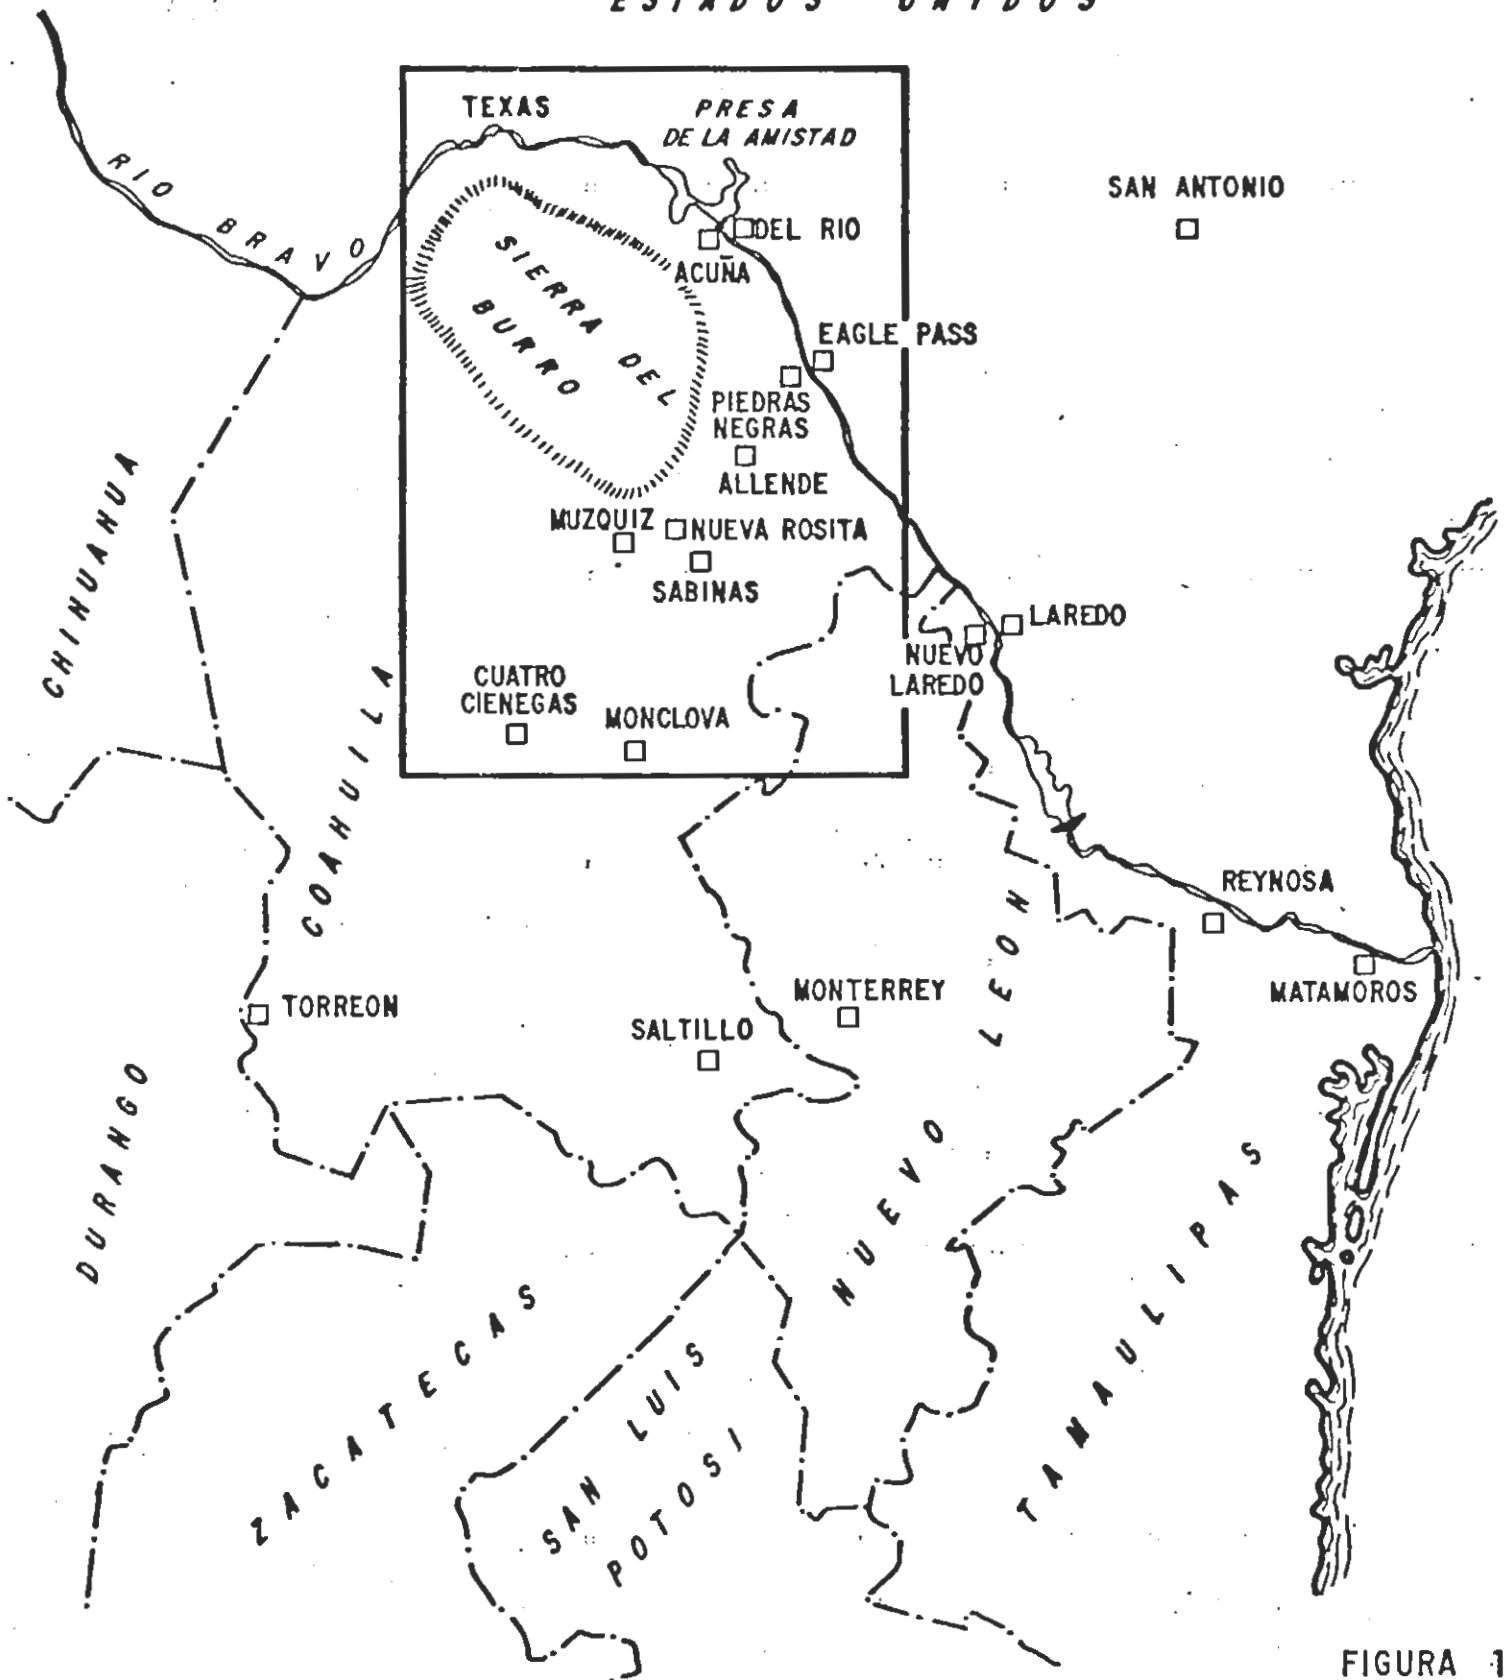 ESTADOS UNIDOS
TEXAS
PRESA
DE LA AMISTAD
RIO BRAVO
SAN ANTONIO
DEL RIO
ACUÑA
SIERRA DEL
BURRO
EAGLE PASS
PIEDRAS
NEGRAS
ALLENDE
MUZQUIZ
NUEVA ROSITA
SABINAS
CHIHUAHUA
LAREDO
NUEVO
LAREDO
CUATRO
CIENEGAS
MONCLOVA
COAHUILA
REYNOSA
MATAMOROS
MONTERREY
TORREON
SALTILLO
NUEVO LEON
DURANGO
TAMAULIPAS
ZACATECAS
SAN LUIS
POTOSI
FIGURA 1